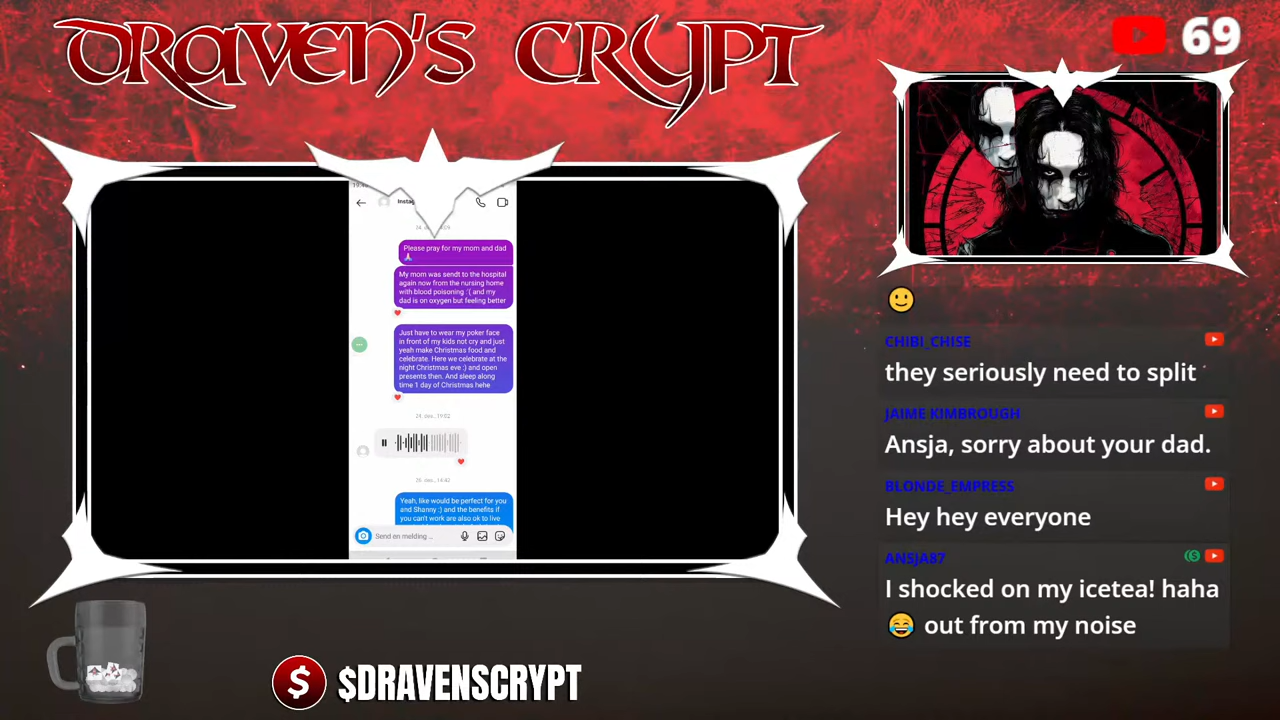 DRAVEN'S CRYPT
69
Please pray for my mom and dad
🙏
My mom was sendt to the hospital
again now from the nursing home
with blood poisoning :'( and my
dad is on oxygen but feeling better
Just have to wear my poker face
in front of my kids not cry and just
yeah make Christmas food and
celebrate. Here we celebrate at the
night Christmas eve :) and open
presents then. And sleep along
time 1 day of Christmas hehe
24. des., 19:02
Yeah, like would be perfect for you
and Shanny :) and the benefits if
you can't work are also ok to live
Send en melding ...
🙂
CHIBI_CHISE
they seriously need to split
JAIME KIMBROUGH
Ansja, sorry about your dad.
BLONDE_EMPRESS
Hey hey everyone
ANSJA87
I shocked on my icetea! haha
😂 out from my noise
$ $DRAVENSCRYPT